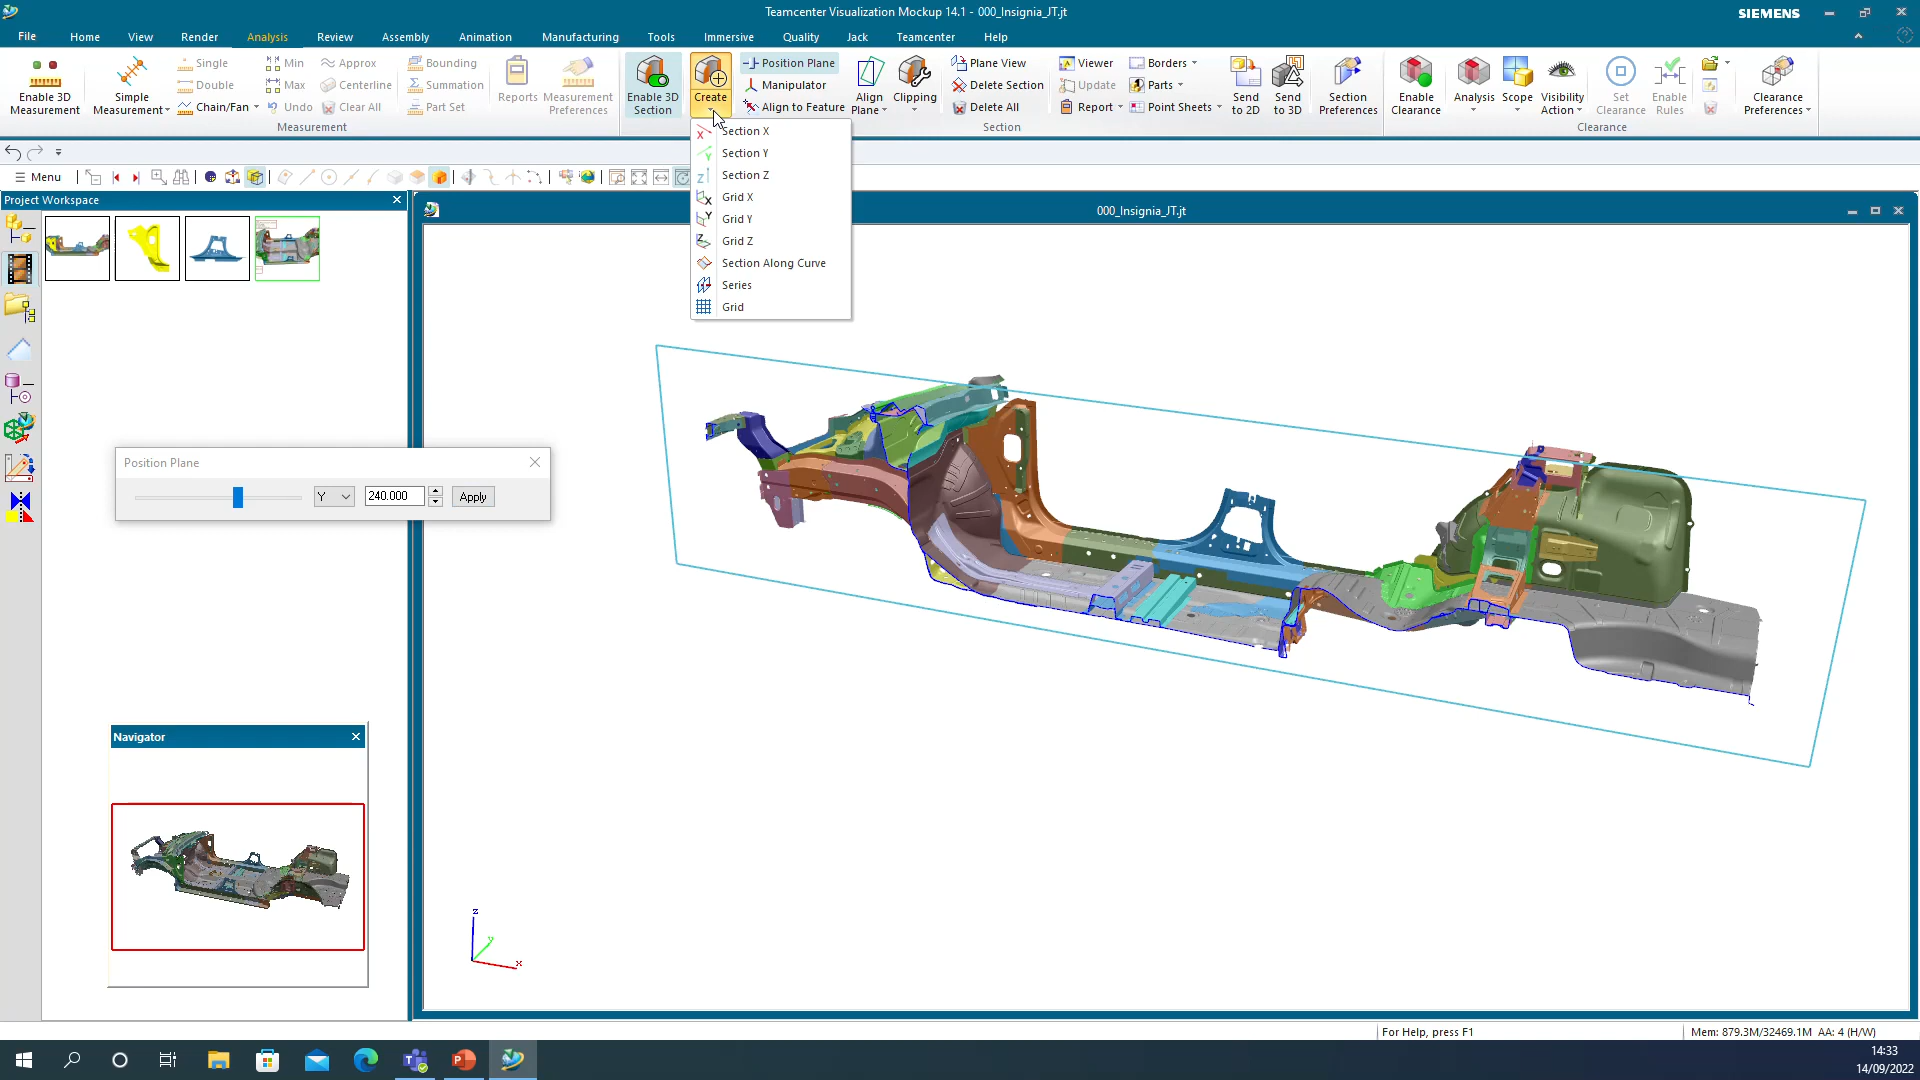 Teamcenter Visualization Mockup 14.1 - 000_Insignia_JT.jt
SIEMENS
File Home View Render Analysis Review Assembly Animation Manufacturing Tools Immersive Quality Jack Teamcenter Help
Enable 3D Measurement
Simple Measurement
Single
Double
Chain/Fan
Min
Max
Undo
Approx
Centerline
Clear All
Bounding
Summation
Part Set
Reports
Measurement Preferences
Measurement
Enable 3D Section
Create
Position Plane
Manipulator
Align to Feature
Align Plane
Clipping
Plane View
Delete Section
Delete All
Viewer
Update
Report
Borders
Parts
Point Sheets
Send to 2D
Send to 3D
Section Preferences
Section
Enable Clearance
Analysis
Scope
Visibility Action
Set Clearance
Enable Rules
Clearance Preferences
Clearance
Section X
Section Y
Section Z
Grid X
Grid Y
Grid Z
Section Along Curve
Series
Grid
Menu
Project Workspace
000_Insignia_JT.jt
Position Plane
Y 240.000 Apply
Navigator
z
y
x
For Help, press F1
Mem: 879.3M/32469.1M AA: 4 (H/W)
14:33
14/09/2022